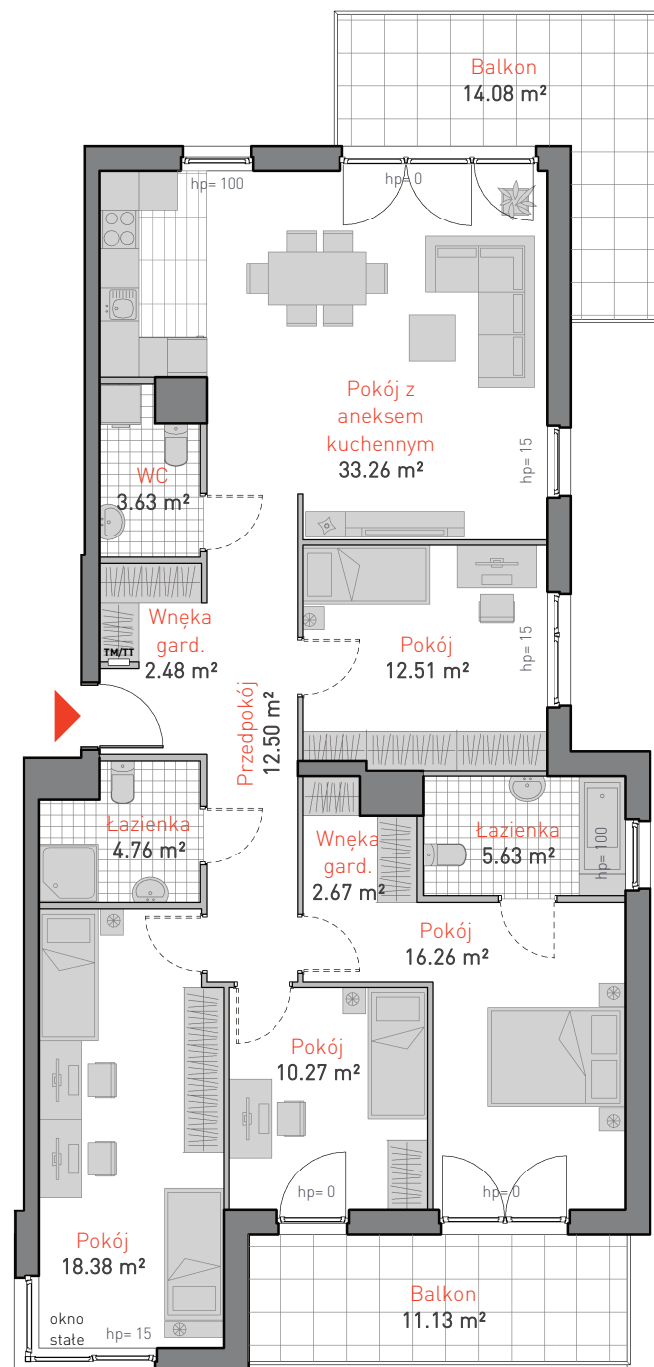 Balkon
14.08 m²
hp= 100
hp= 0
Pokój z
aneksem
kuchennym
33.26 m²
hp= 15
WC
3.63 m²
Wnęka
gard.
2.48 m²
TM/TT
Pokój
12.51 m²
hp= 15
Przedpokój
12.50 m²
Łazienka
4.76 m²
Wnęka
gard.
2.67 m²
Łazienka
5.63 m²
hp= 100
Pokój
16.26 m²
Pokój
10.27 m²
hp= 0
hp= 0
Pokój
18.38 m²
okno
stałe
hp= 15
Balkon
11.13 m²